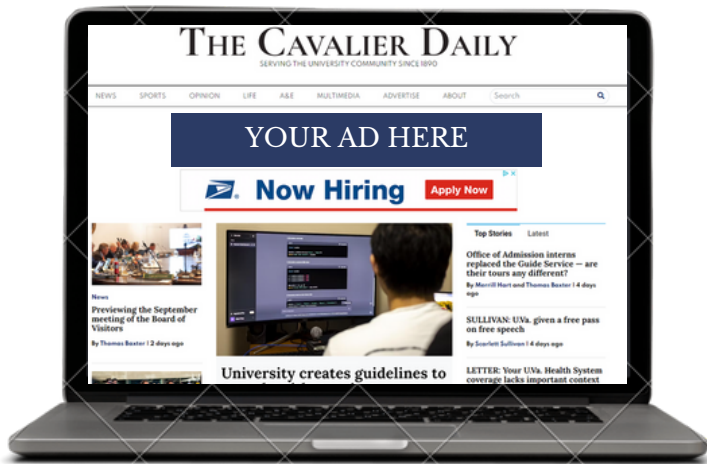 THE CAVALIER DAILY
SERVING THE UNIVERSITY COMMUNITY SINCE 1890
NEWS SPORTS OPINION LIFE A&E MULTIMEDIA ADVERTISE ABOUT Search
YOUR AD HERE
Now Hiring Apply Now
News
Previewing the September
meeting of the Board of
Visitors
By Thomas Baxter | 2 days ago
University creates guidelines to
Top Stories Latest
Office of Admission interns
replaced the Guide Service — are
their tours any different?
By Merrill Hart and Thomas Baxter | 4 days
ago
SULLIVAN: U.Va. given a free pass
on free speech
By Scarlett Sullivan | 4 days ago
LETTER: Your U.Va. Health System
coverage lacks important context